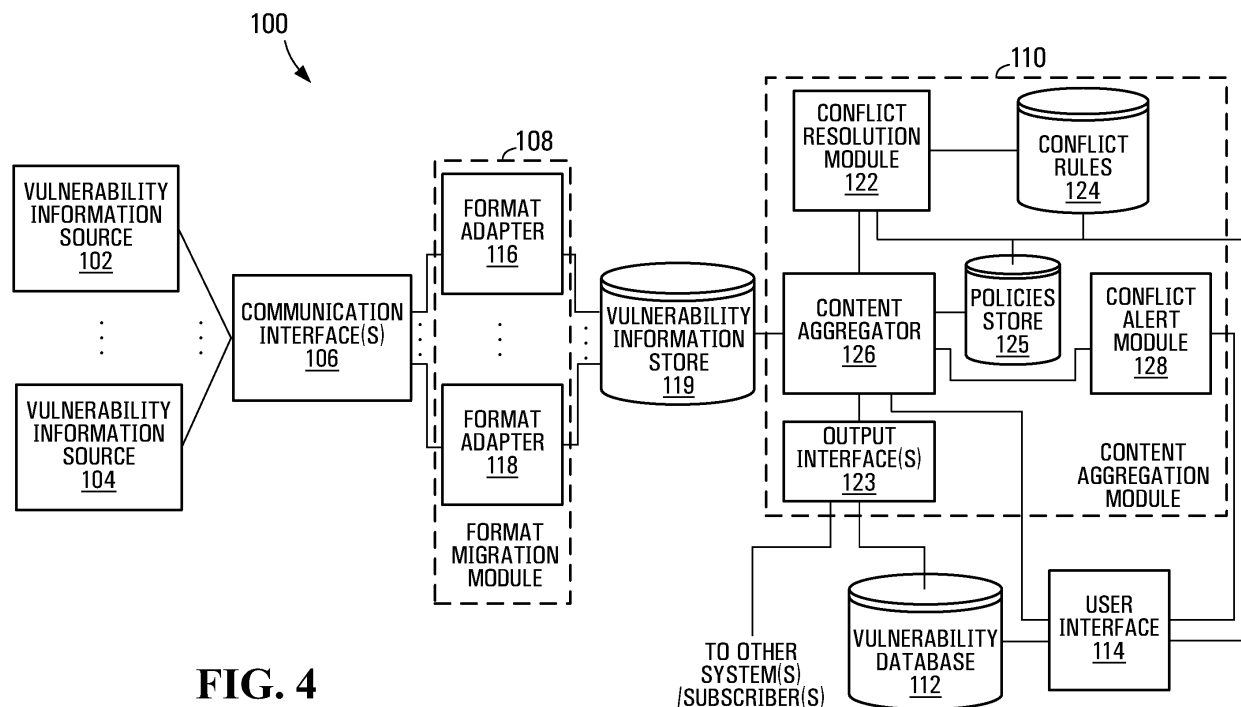 100
110
108
VULNERABILITY
INFORMATION
SOURCE
102
VULNERABILITY
INFORMATION
SOURCE
104
COMMUNICATION
INTERFACE(S)
106
FORMAT
ADAPTER
116
FORMAT
ADAPTER
118
FORMAT
MIGRATION
MODULE
VULNERABILITY
INFORMATION
STORE
119
CONFLICT
RESOLUTION
MODULE
122
CONFLICT
RULES
124
CONTENT
AGGREGATOR
126
POLICIES
STORE
125
CONFLICT
ALERT
MODULE
128
OUTPUT
INTERFACE(S)
123
CONTENT
AGGREGATION
MODULE
TO OTHER
SYSTEM(S)
/SUBSCRIBER(S)
VULNERABILITY
DATABASE
112
USER
INTERFACE
114
FIG. 4